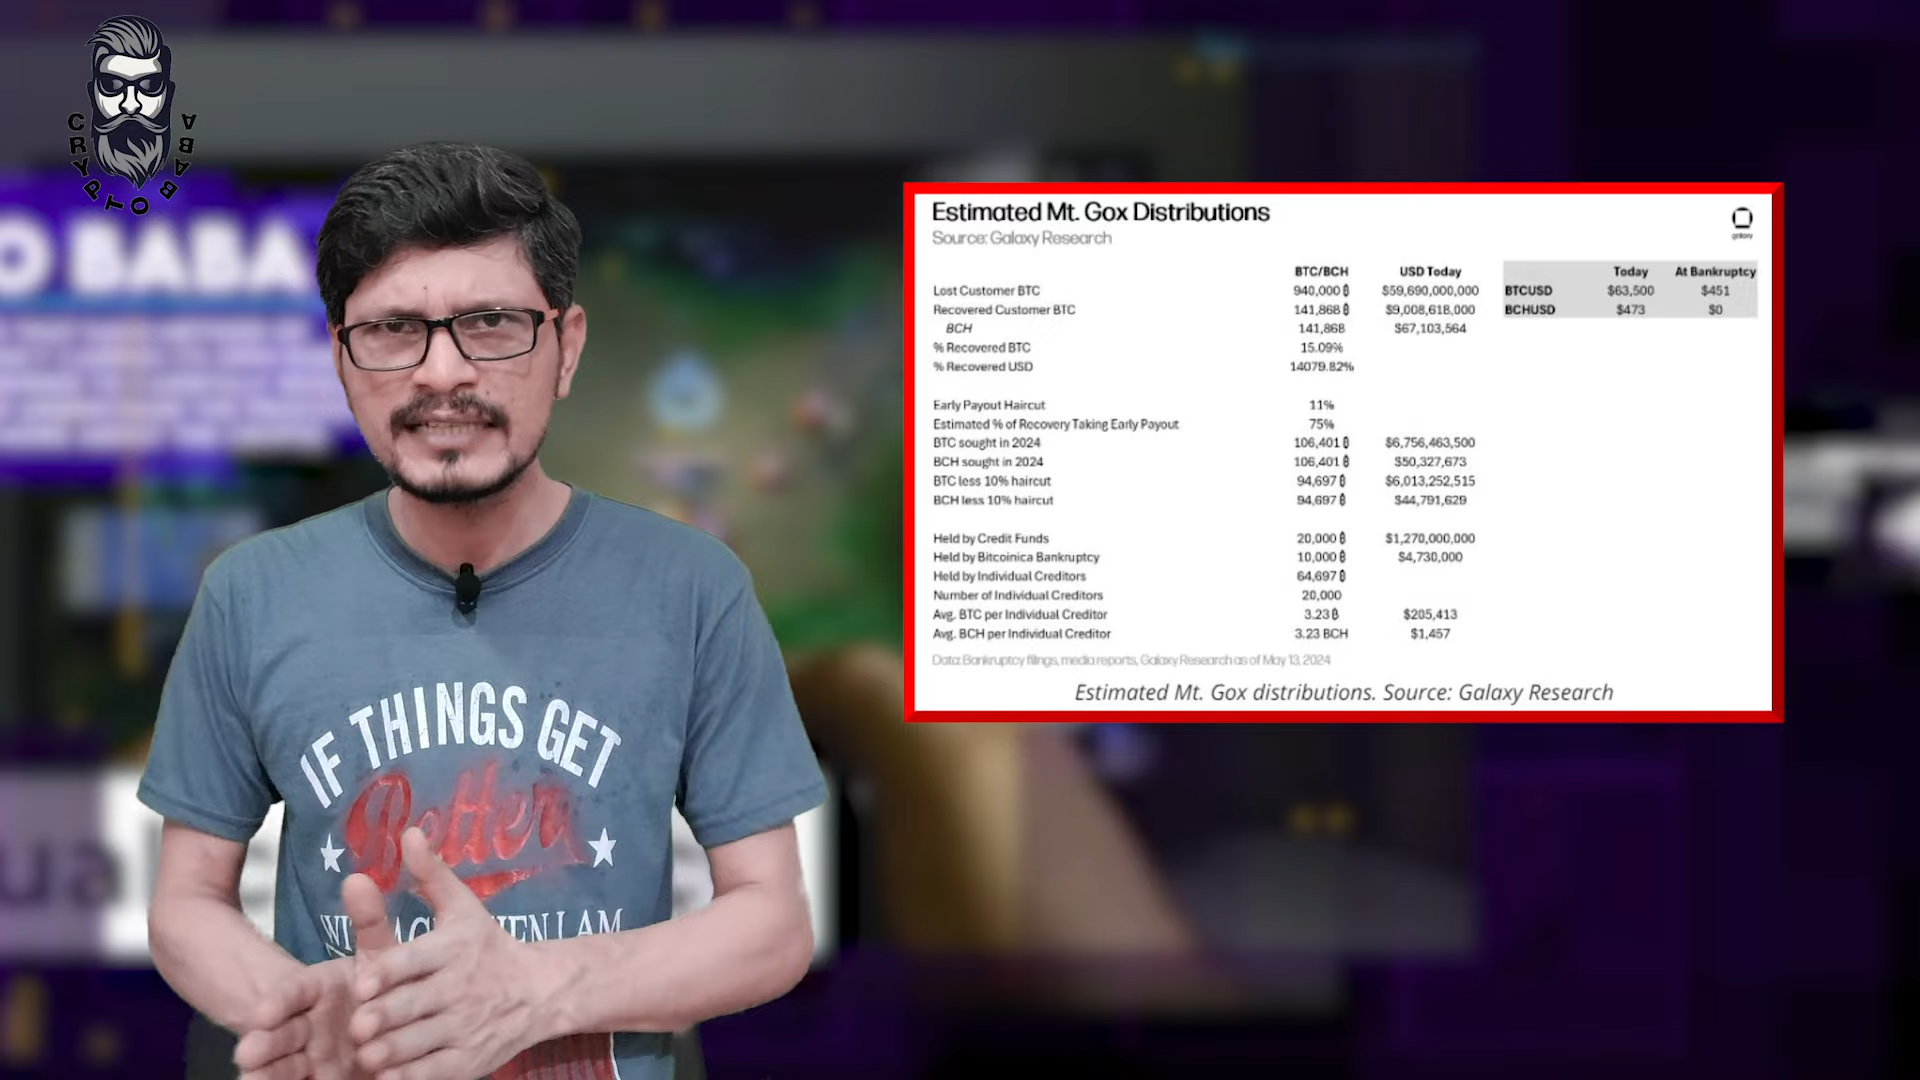 CRYPTO BABA
O BABA
Estimated Mt. Gox Distributions
Source: Galaxy Research
galaxy
BTC/BCH USD Today Today At Bankruptcy
Lost Customer BTC 940,000 ₿ $59,690,000,000 BTCUSD $63,500 $451
Recovered Customer BTC 141,868 ₿ $9,008,618,000 BCHUSD $473 $0
BCH 141,868 $67,103,564
% Recovered BTC 15.09%
% Recovered USD 14079.82%
Early Payout Haircut 11%
Estimated % of Recovery Taking Early Payout 75%
BTC sought in 2024 106,401 ₿ $6,756,463,500
BCH sought in 2024 106,401 ₿ $50,327,673
BTC less 10% haircut 94,697 ₿ $6,013,252,515
BCH less 10% haircut 94,697 ₿ $44,791,629
Held by Credit Funds 20,000 ₿ $1,270,000,000
Held by Bitcoinica Bankruptcy 10,000 ₿ $4,730,000
Held by Individual Creditors 64,697 ₿
Number of Individual Creditors 20,000
Avg. BTC per Individual Creditor 3.23 ₿ $205,413
Avg. BCH per Individual Creditor 3.23 BCH $1,457
Data: Bankruptcy filings, media reports, Galaxy Research as of May 13, 2024
Estimated Mt. Gox distributions. Source: Galaxy Research
IF THINGS GET
Better
I AM